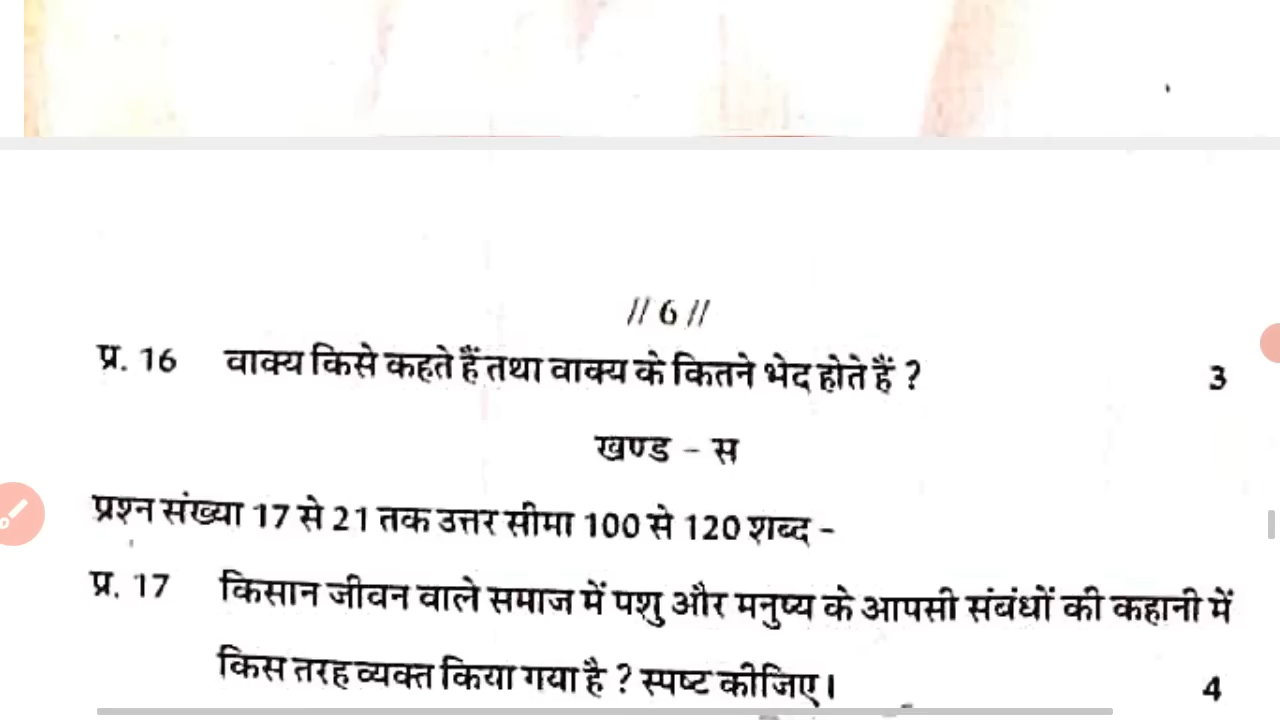 // 6 //
प्र. 16 वाक्य किसे कहते हैं तथा वाक्य के कितने भेद होते हैं ? 3
खण्ड - स
प्रश्न संख्या 17 से 21 तक उत्तर सीमा 100 से 120 शब्द -
प्र. 17 किसान जीवन वाले समाज में पशु और मनुष्य के आपसी संबंधों की कहानी में
किस तरह व्यक्त किया गया है ? स्पष्ट कीजिए। 4